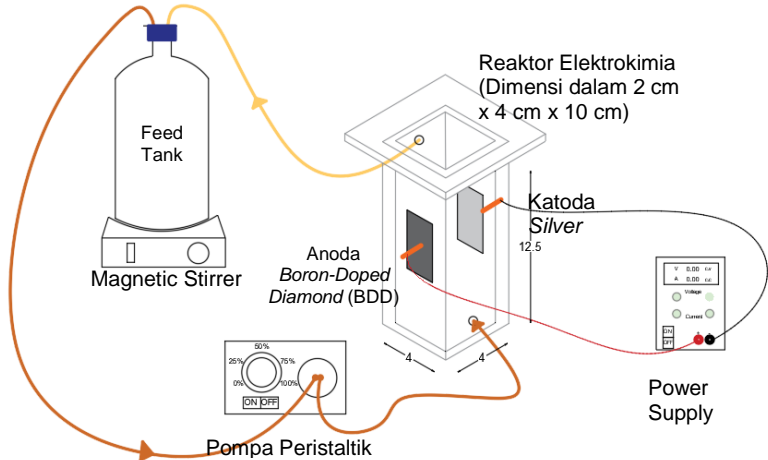 Reaktor Elektrokimia
(Dimensi dalam 2 cm
x 4 cm x 10 cm)
Feed
Tank
Magnetic Stirrer
Katoda
Silver
12.5
Anoda
Boron-Doped
Diamond (BDD)
4
4
V 0.00
A 0.00
Voltage
Current
ON
OFF
Power
Supply
50%
25%
75%
0%
100%
ON OFF
Pompa Peristaltik